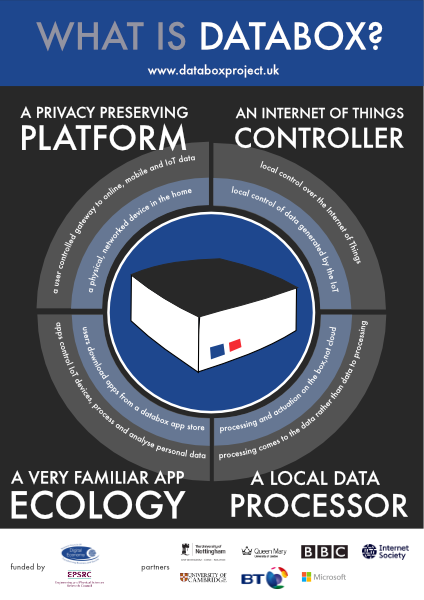 WHAT IS DATABOX?
www.databoxproject.uk
A PRIVACY PRESERVING
PLATFORM
AN INTERNET OF THINGS
CONTROLLER
a user controlled gateway to online, mobile and IoT data
a physical, networked device in the home
local control over the Internet of Things
local control of data generated by the IoT
apps control IoT devices, process and analyse personal data
users download apps from a databox app store
processing and actuation on the box,not cloud
processing comes to the data rather than data to processing
A VERY FAMILIAR APP
ECOLOGY
A LOCAL DATA
PROCESSOR
funded by
Digital
Economy
EPSRC
Engineering and Physical Sciences
Research Council
partners
The University of
Nottingham
Queen Mary
University of London
BBC
Internet
Society
UNIVERSITY OF
CAMBRIDGE
BT
Microsoft